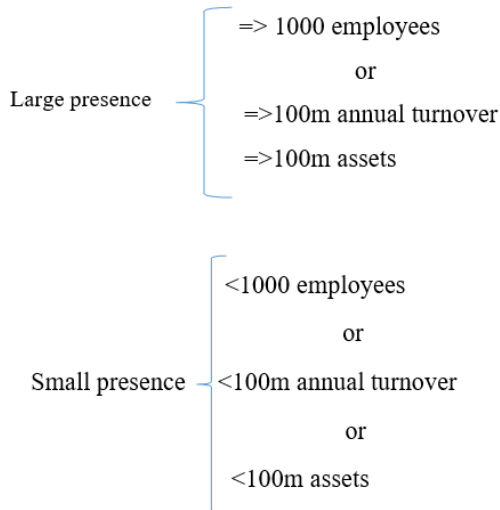 => 1000 employees
or
Large presence
=>100m annual turnover
=>100m assets
<1000 employees
or
Small presence <100m annual turnover
or
<100m assets